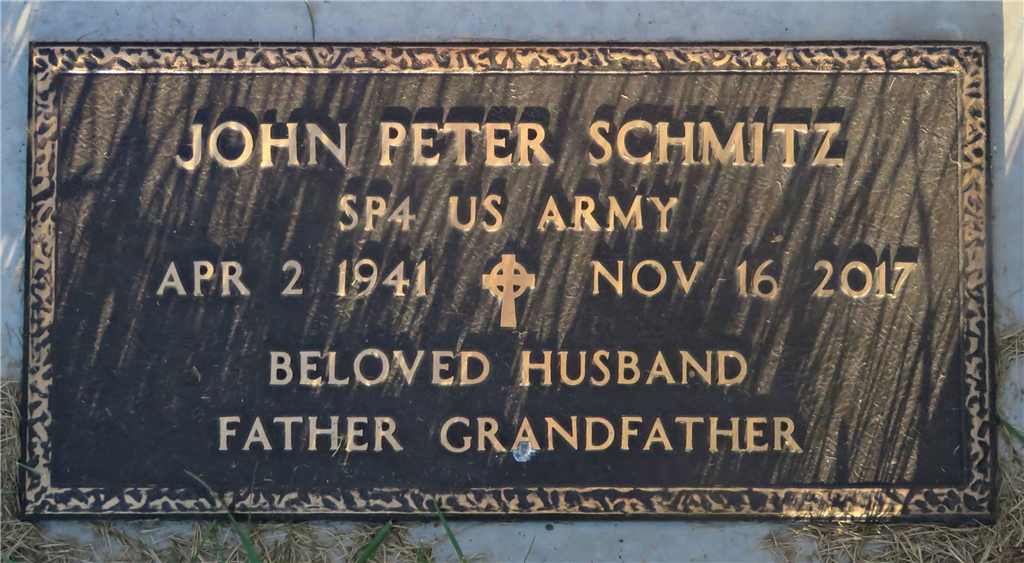 JOHN PETER SCHMITZ
SP4 US ARMY
APR 2 1941 NOV 16 2017
BELOVED HUSBAND
FATHER GRANDFATHER